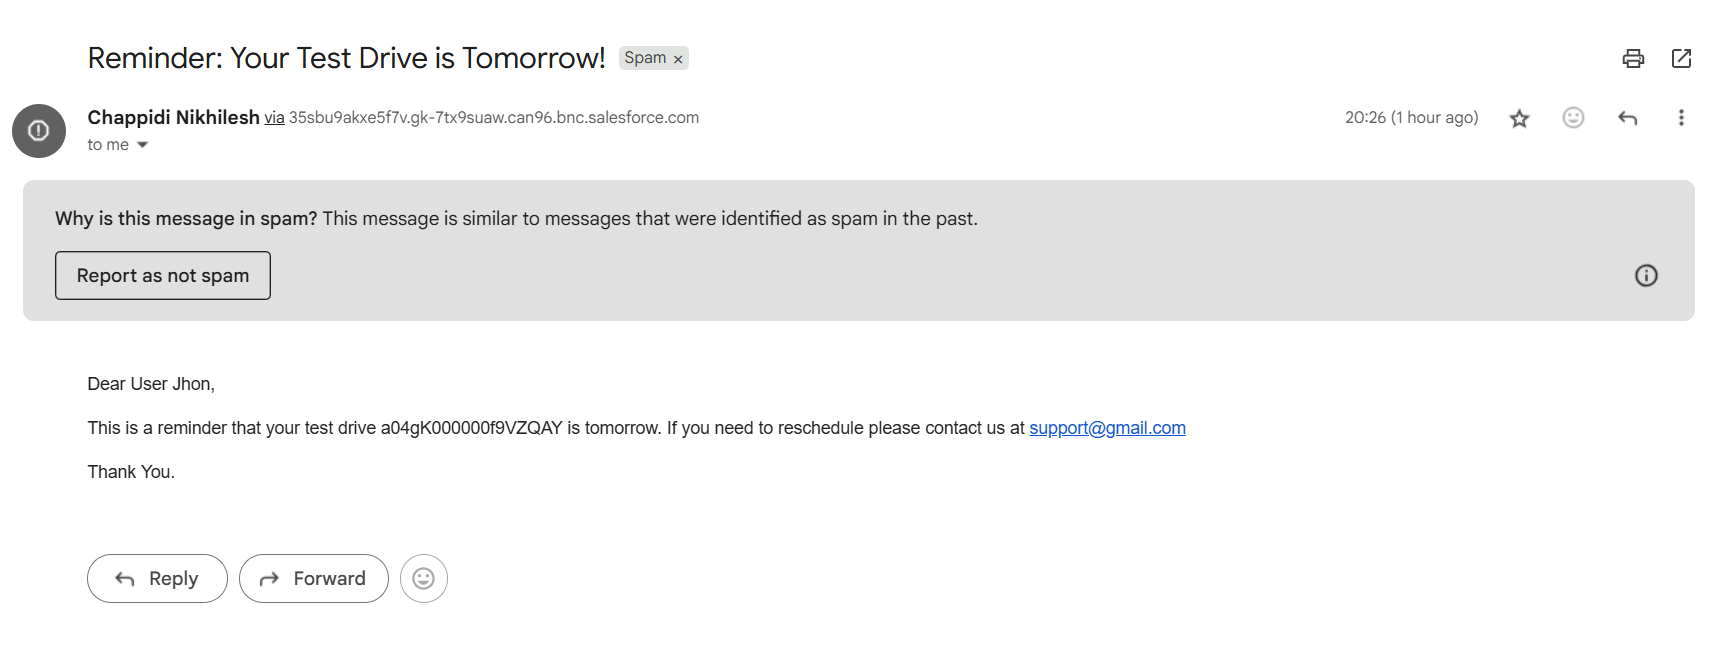 Reminder: Your Test Drive is Tomorrow! Spam ×
Chappidi Nikhilesh via 35sbu9akxe5f7v.gk-7tx9suaw.can96.bnc.salesforce.com 20:26 (1 hour ago)
to me
Why is this message in spam? This message is similar to messages that were identified as spam in the past.
Report as not spam
Dear User Jhon,
This is a reminder that your test drive a04gK000000f9VZQAY is tomorrow. If you need to reschedule please contact us at support@gmail.com
Thank You.
Reply Forward